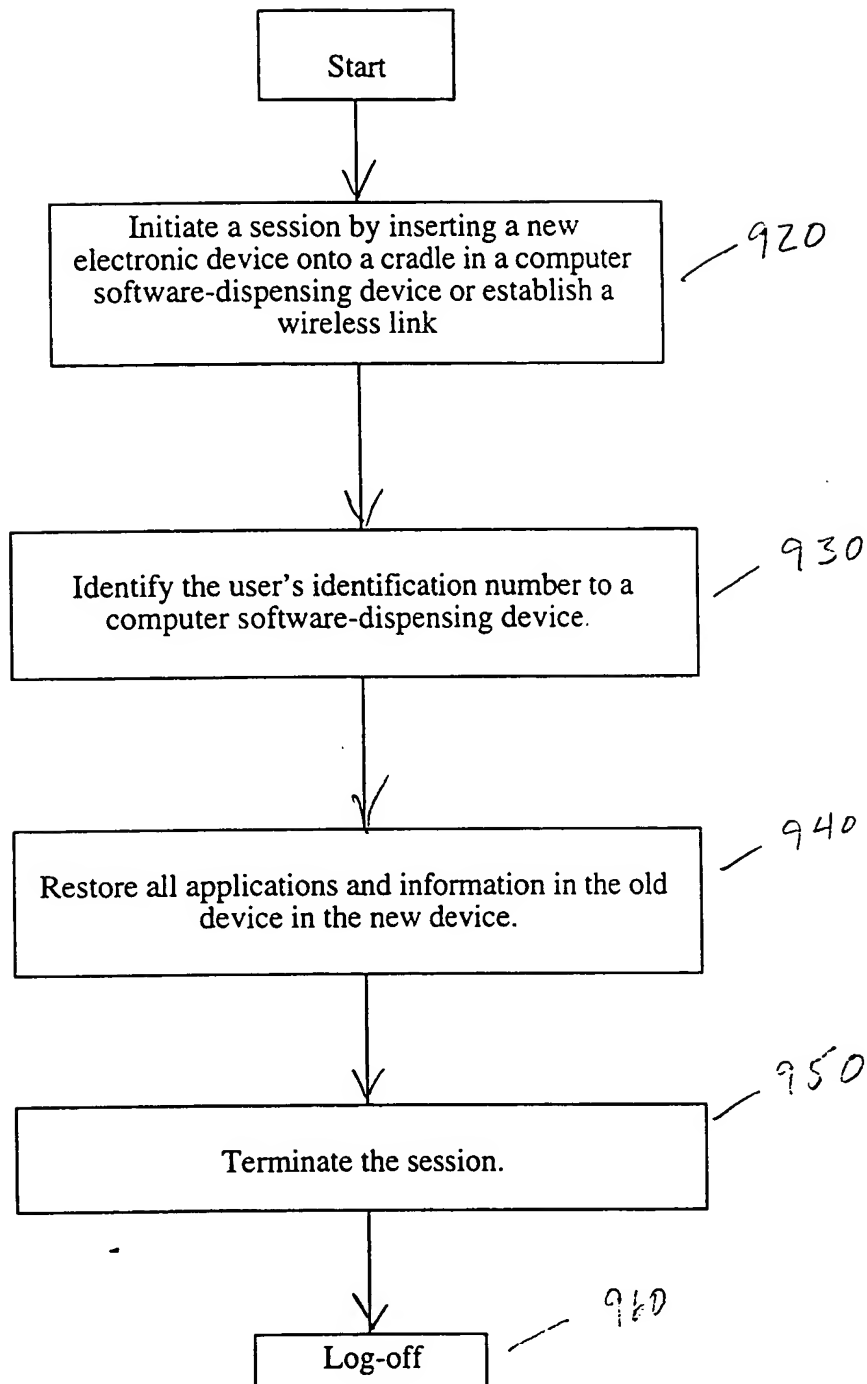 Start
Initiate a session by inserting a new
electronic device onto a cradle in a computer
software-dispensing device or establish a
wireless link
920
Identify the user's identification number to a
computer software-dispensing device.
930
Restore all applications and information in the old
device in the new device.
940
Terminate the session.
950
Log-off
960